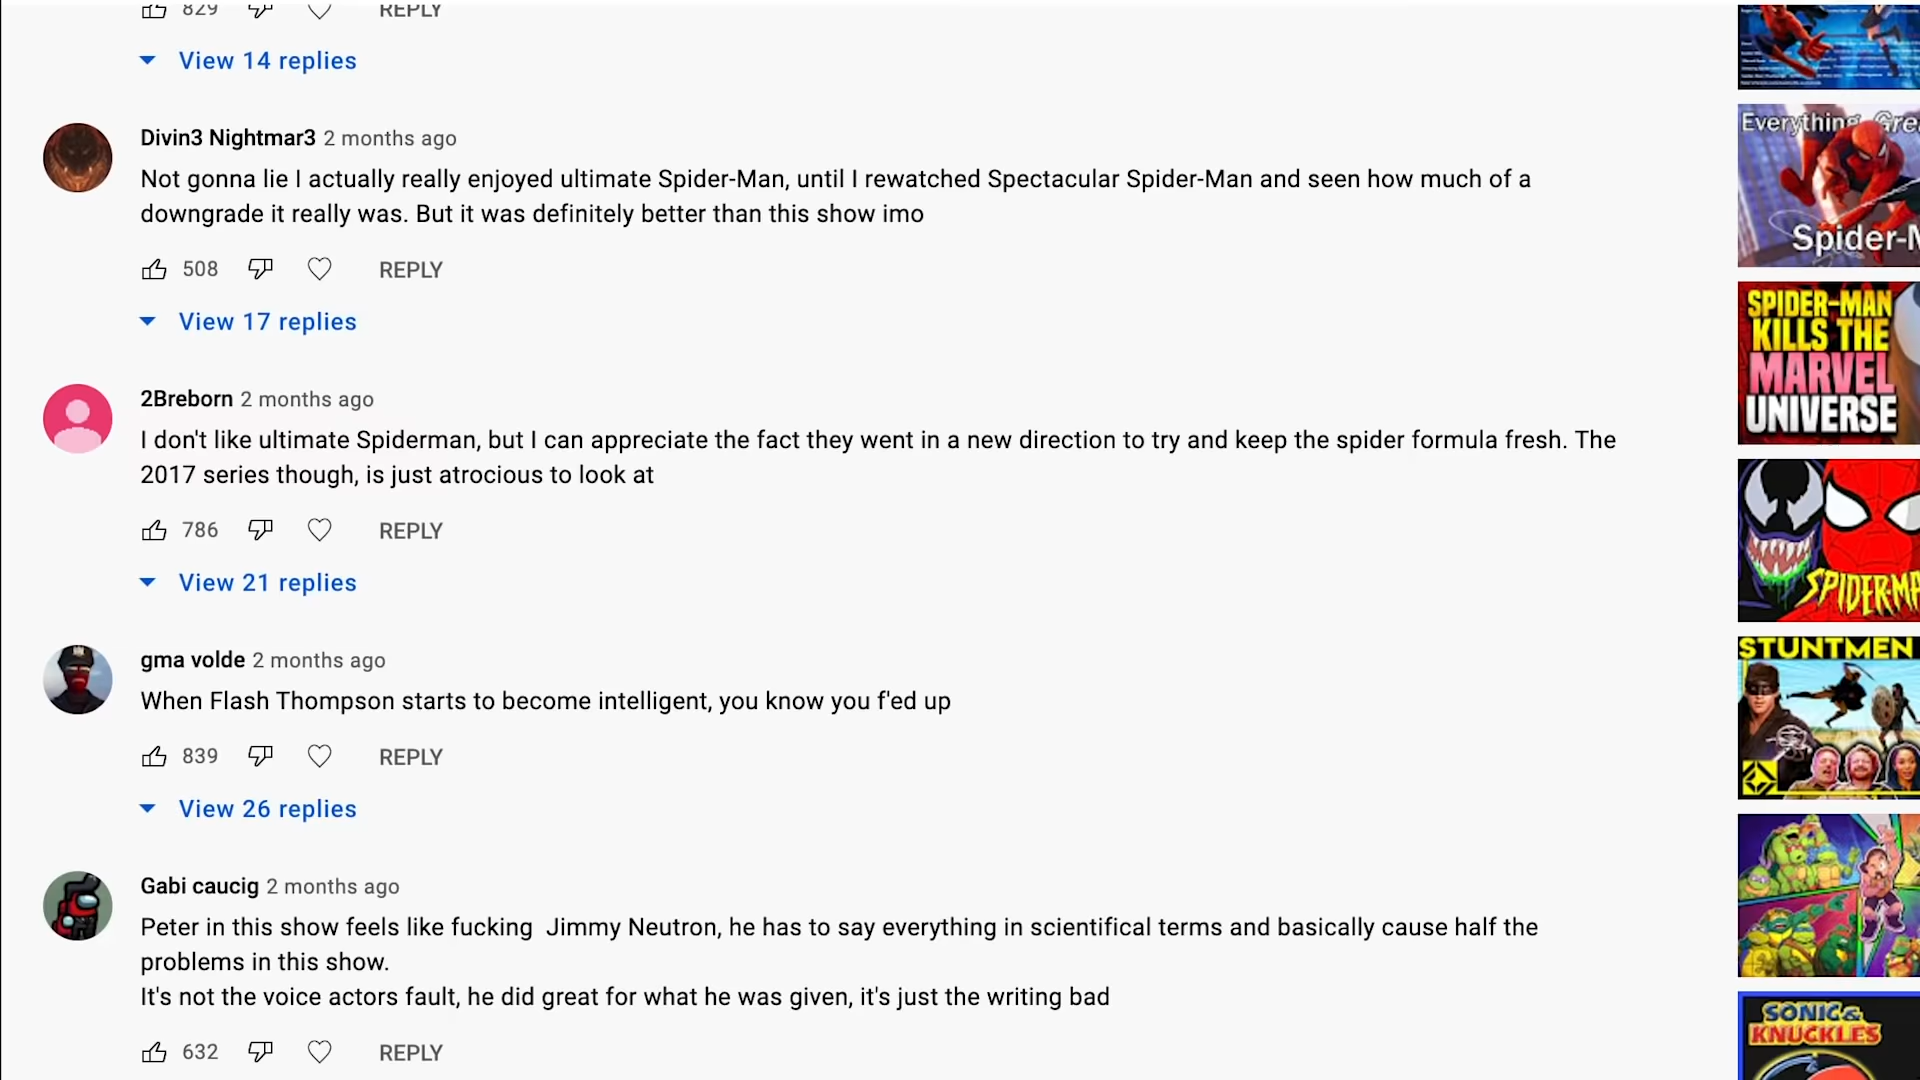 829 REPLY
View 14 replies
Divin3 Nightmar3 2 months ago
Not gonna lie I actually really enjoyed ultimate Spider-Man, until I rewatched Spectacular Spider-Man and seen how much of a
downgrade it really was. But it was definitely better than this show imo
508 REPLY
View 17 replies
2Breborn 2 months ago
I don't like ultimate Spiderman, but I can appreciate the fact they went in a new direction to try and keep the spider formula fresh. The
2017 series though, is just atrocious to look at
786 REPLY
View 21 replies
gma volde 2 months ago
When Flash Thompson starts to become intelligent, you know you f'ed up
839 REPLY
View 26 replies
Gabi caucig 2 months ago
Peter in this show feels like fucking  Jimmy Neutron, he has to say everything in scientifical terms and basically cause half the
problems in this show.
It's not the voice actors fault, he did great for what he was given, it's just the writing bad
632 REPLY
Everything Grea
Spider-M
SPIDER-MAN
KILLS THE
MARVEL
UNIVERSE
SPIDER-MA
STUNTMEN
SONIC &
KNUCKLES